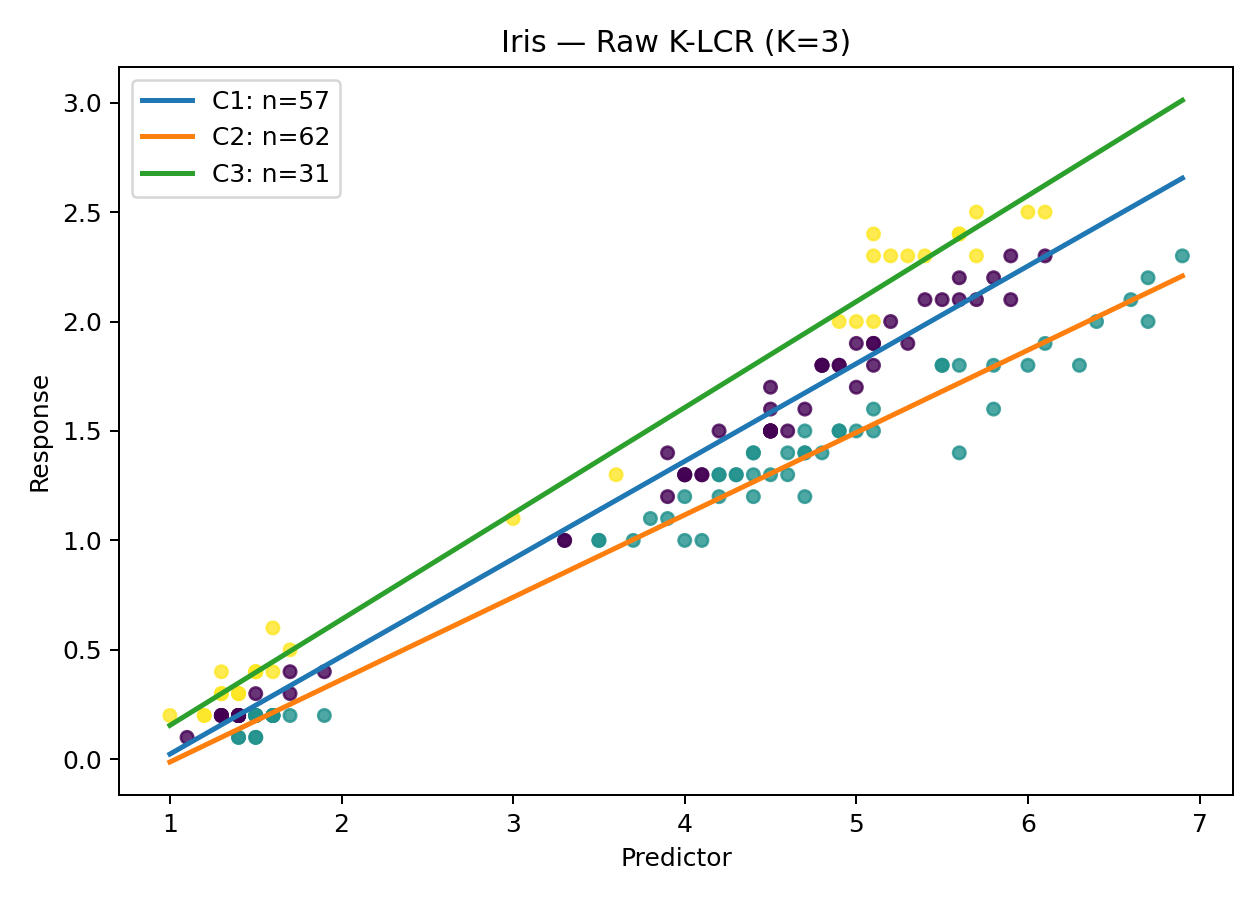 Iris — Raw K-LCR (K=3)
C1: n=57
C2: n=62
C3: n=31
3.0
2.5
2.0
1.5
1.0
0.5
0.0
Response
1 2 3 4 5 6 7
Predictor